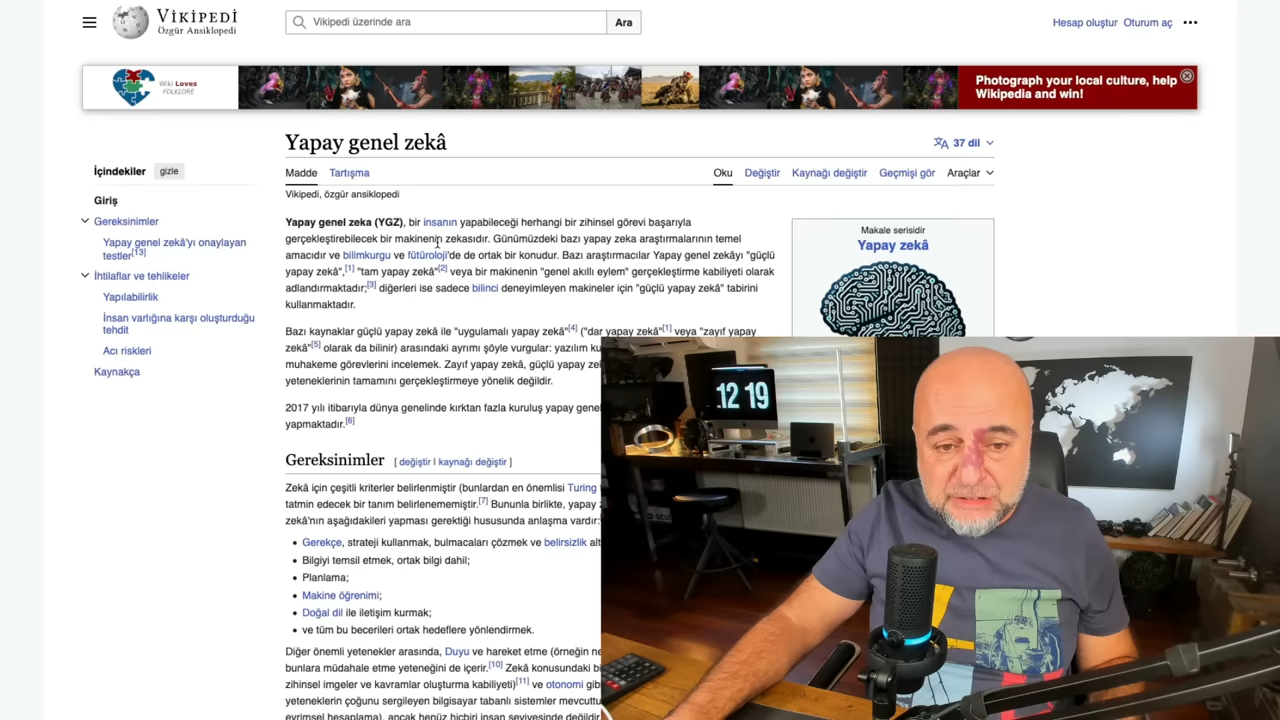 VİKİPEDİ
Özgür Ansiklopedi
Vikipedi üzerinde ara
Ara
Hesap oluştur Oturum aç
Wiki Loves
FOLKLORE
Photograph your local culture, help
Wikipedia and win!
Yapay genel zekâ
37 dil
İçindekiler gizle
Giriş
Gereksinimler
Yapay genel zekâ'yı onaylayan
testler[13]
İhtilaflar ve tehlikeler
Yapılabilirlik
İnsan varlığına karşı oluşturduğu
tehdit
Acı riskleri
Kaynakça
Madde Tartışma
Oku Değiştir Kaynağı değiştir Geçmişi gör Araçlar
Vikipedi, özgür ansiklopedi
Yapay genel zeka (YGZ), bir insanın yapabileceği herhangi bir zihinsel görevi başarıyla
gerçekleştirebilecek bir makinenin zekasıdır. Günümüzdeki bazı yapay zeka araştırmalarının temel
amacıdır ve bilimkurgu ve fütüroloji'de de ortak bir konudur. Bazı araştırmacılar Yapay genel zekâyı "güçlü
yapay zekâ",[1] "tam yapay zekâ"[2] veya bir makinenin "genel akıllı eylem" gerçekleştirme kabiliyeti olarak
adlandırmaktadır;[3] diğerleri ise sadece bilinci deneyimleyen makineler için "güçlü yapay zekâ" tabirini
kullanmaktadır.
Makale serisidir
Yapay zekâ
Bazı kaynaklar güçlü yapay zekâ ile "uygulamalı yapay zekâ"[4] ("dar yapay zekâ"[1] veya "zayıf yapay
zekâ"[5] olarak da bilinir) arasındaki ayrımı şöyle vurgular: yazılım ku
muhakeme görevlerini incelemek. Zayıf yapay zekâ, güçlü yapay zek
yeteneklerinin tamamını gerçekleştirmeye yönelik değildir.
2017 yılı itibarıyla dünya genelinde kırktan fazla kuruluş yapay genel
yapmaktadır.[6]
Gereksinimler [ değiştir | kaynağı değiştir ]
Zekâ için çeşitli kriterler belirlenmiştir (bunlardan en önemlisi Turing
tatmin edecek bir tanım belirlenememiştir.[7] Bununla birlikte, yapay
zekâ'nın aşağıdakileri yapması gerektiği hususunda anlaşma vardır:
• Gerekçe, strateji kullanmak, bulmacaları çözmek ve belirsizlik alt
• Bilgiyi temsil etmek, ortak bilgi dahil;
• Planlama;
• Makine öğrenimi;
• Doğal dil ile iletişim kurmak;
• ve tüm bu becerileri ortak hedeflere yönlendirmek.
Diğer önemli yetenekler arasında, Duyu ve hareket etme (örneğin ne
bunlara müdahale etme yeteneğini de içerir.[10] Zekâ konusundaki bi
zihinsel imgeler ve kavramlar oluşturma kabiliyeti)[11] ve otonomi gib
yeteneklerin çoğunu sergileyen bilgisayar tabanlı sistemler mevcuttu
evrimsel hesaplama), ancak henüz hiçbiri insan seviyesinde değildir.
12 19